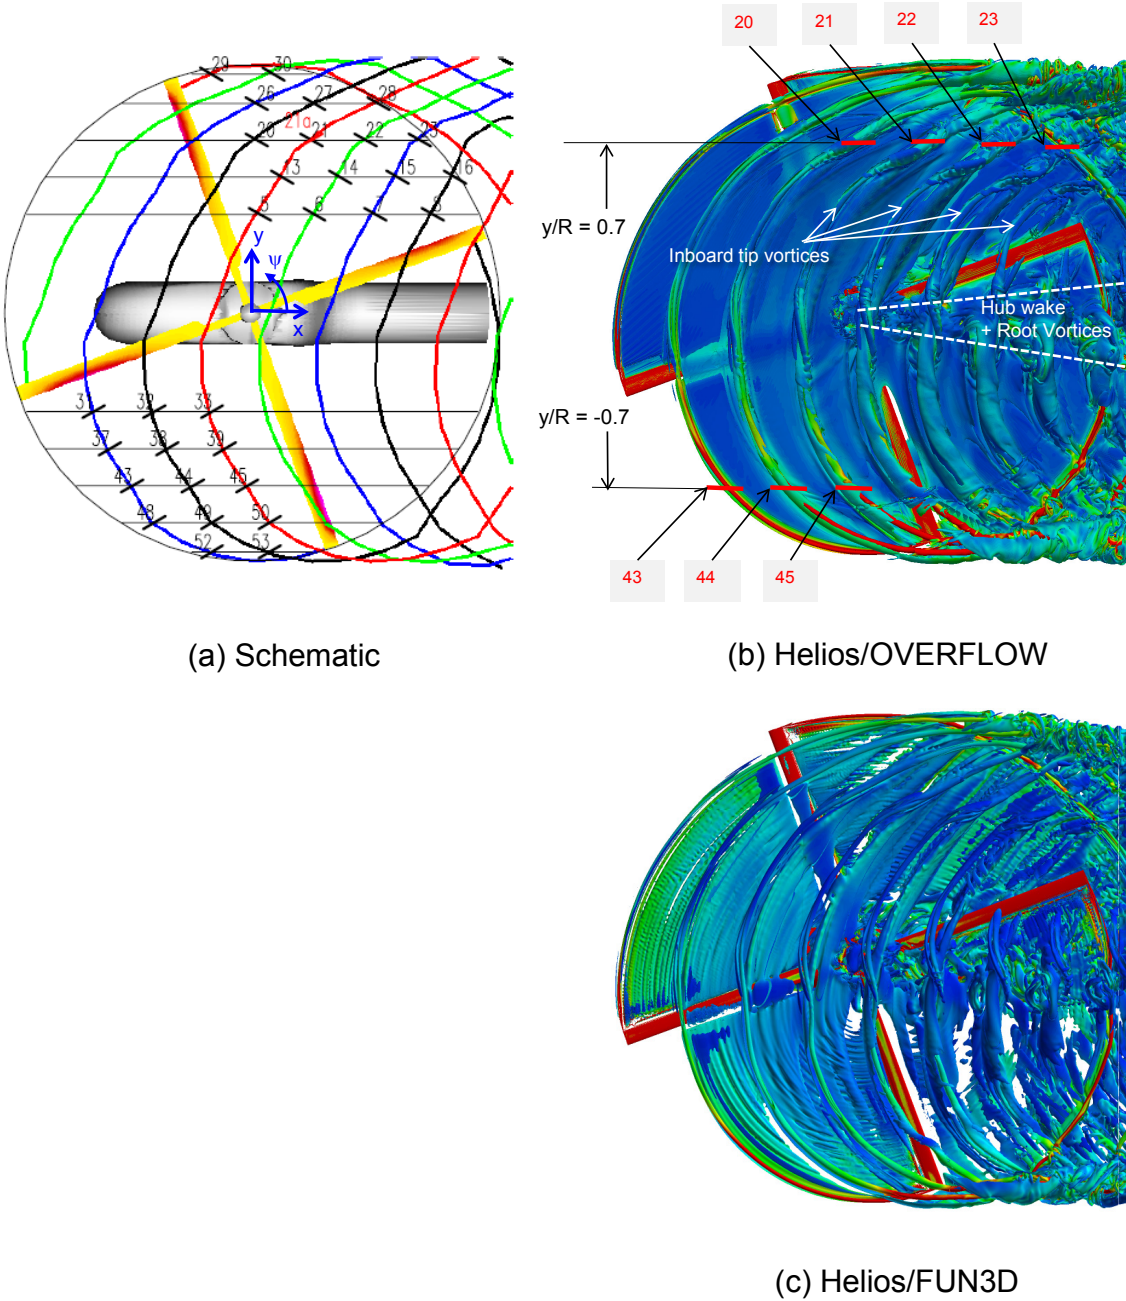 29 30
26 27 28
21a
20 21 22 23
13 14 15 16
5 6 7 8
y
ψ
x
31 32 33
37 38 39
43 44 45
48 49 50
52 53
(a) Schematic
20 21 22 23
y/R = 0.7
Inboard tip vortices
Hub wake
+ Root Vortices
y/R = -0.7
43 44 45
(b) Helios/OVERFLOW
(c) Helios/FUN3D